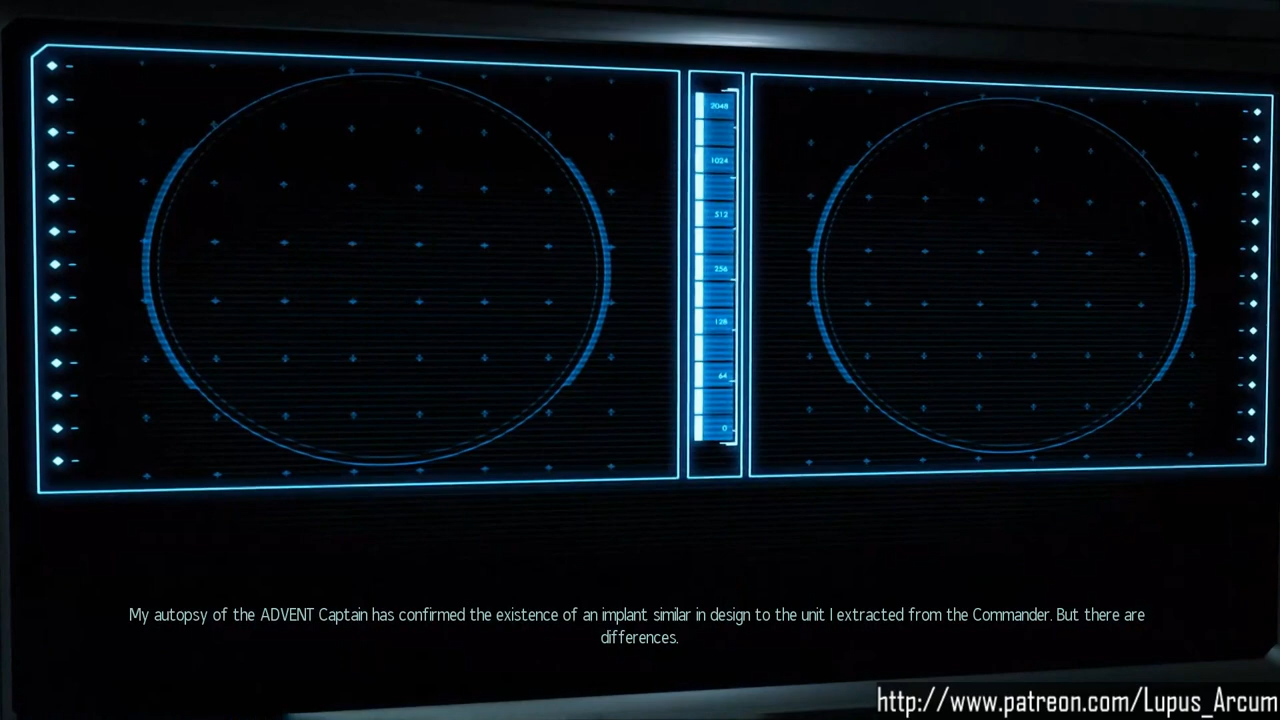 2048
1024
512
256
128
64
0
My autopsy of the ADVENT Captain has confirmed the existence of an implant similar in design to the unit I extracted from the Commander. But there are
differences.
http://www.patreon.com/Lupus_Arcum